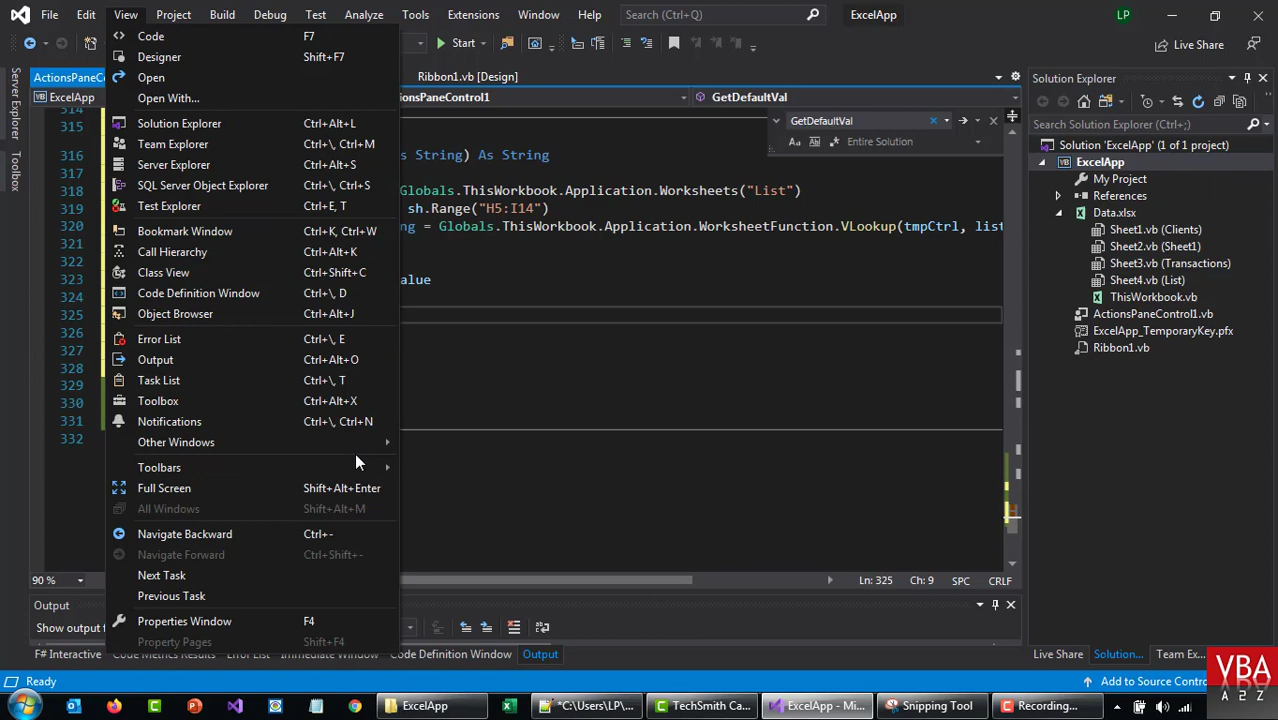 File Edit View Project Build Debug Test Analyze Tools Extensions Window Help Search (Ctrl+Q) ExcelApp LP
Start Live Share
ActionsPaneCo Ribbon1.vb [Design]
ExcelApp onsPaneControl1 GetDefaultVal
Server Explorer
Toolbox
Code F7
Designer Shift+F7
Open
Open With...
Solution Explorer Ctrl+Alt+L
Team Explorer Ctrl+\, Ctrl+M
Server Explorer Ctrl+Alt+S
SQL Server Object Explorer Ctrl+\, Ctrl+S
Test Explorer Ctrl+E, T
Bookmark Window Ctrl+K, Ctrl+W
Call Hierarchy Ctrl+Alt+K
Class View Ctrl+Shift+C
Code Definition Window Ctrl+\, D
Object Browser Ctrl+Alt+J
Error List Ctrl+\, E
Output Ctrl+Alt+O
Task List Ctrl+\, T
Toolbox Ctrl+Alt+X
Notifications Ctrl+\, Ctrl+N
Other Windows
Toolbars
Full Screen Shift+Alt+Enter
All Windows Shift+Alt+M
Navigate Backward Ctrl+-
Navigate Forward Ctrl+Shift+-
Next Task
Previous Task
Properties Window F4
Property Pages Shift+F4
GetDefaultVal
Aa Entire Solution
314
315
316 s String) As String
317
318 Globals.ThisWorkbook.Application.Worksheets("List")
319 sh.Range("H5:I14")
320 ng = Globals.ThisWorkbook.Application.WorksheetFunction.VLookup(tmpCtrl, list
321
322
323 alue
324
325
326
327
328
329
330
331
332
90 % Ln: 325 Ch: 9 SPC CRLF
Output
Show output f
F# Interactive Code Metrics Results Error List Immediate Window Code Definition Window Output
Solution Explorer
Search Solution Explorer (Ctrl+;)
Solution 'ExcelApp' (1 of 1 project)
ExcelApp
My Project
References
Data.xlsx
Sheet1.vb (Clients)
Sheet2.vb (Sheet1)
Sheet3.vb (Transactions)
Sheet4.vb (List)
ThisWorkbook.vb
ActionsPaneControl1.vb
ExcelApp_TemporaryKey.pfx
Ribbon1.vb
Live Share Solution... Team Ex...
Ready Add to Source Contro
VBA
A 2 Z
ExcelApp *C:\Users\LP\... TechSmith Ca... ExcelApp - Mi... Snipping Tool Recording...